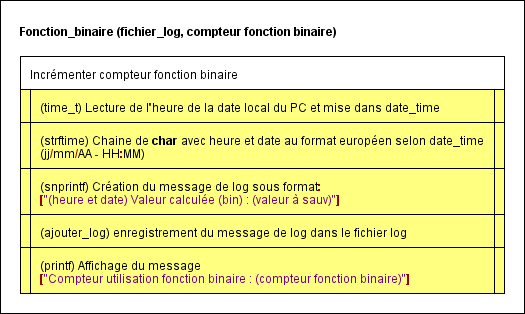 Fonction_binaire (fichier_log, compteur fonction binaire)
Incrémenter compteur fonction binaire
(time_t) Lecture de l'heure de la date local du PC et mise dans date_time
(strftime) Chaine de char avec heure et date au format européen selon date_time
(jj/mm/AA - HH:MM)
(snprintf) Création du message de log sous format:
["(heure et date) Valeur calculée (bin) : (valeur à sauv)"]
(ajouter_log) enregistrement du message de log dans le fichier log
(printf) Affichage du message
["Compteur utilisation fonction binaire : (compteur fonction binaire)"]